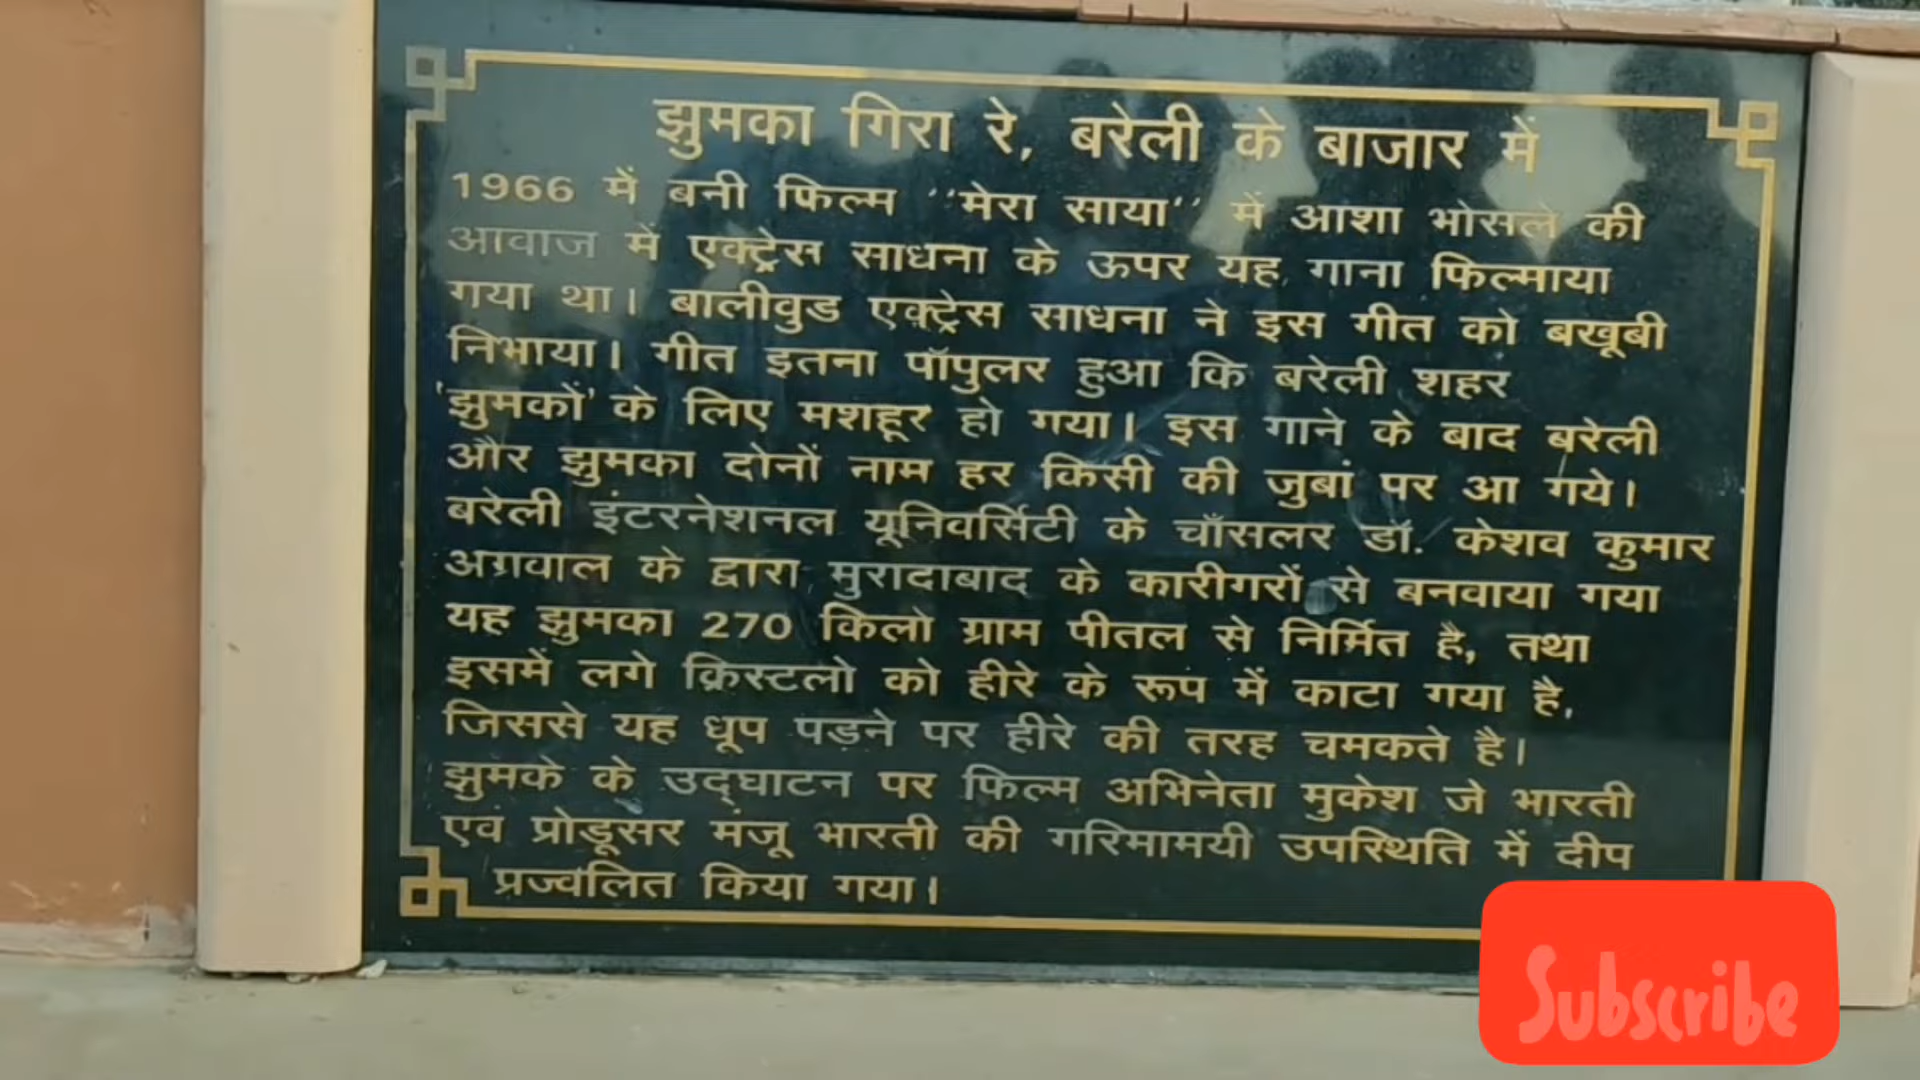 झुमका गिरा रे, बरेली के बाजार में
1966 में बनी फिल्म ''मेरा साया'' में आशा भोसले की
आवाज में एक्ट्रेस साधना के ऊपर यह गाना फिल्माया
गया था। बालीवुड एक्ट्रेस साधना ने इस गीत को बखूबी
निभाया। गीत इतना पॉपुलर हुआ कि बरेली शहर
'झुमकों' के लिए मशहूर हो गया। इस गाने के बाद बरेली
और झुमका दोनों नाम हर किसी की जुबां पर आ गये।
बरेली इंटरनेशनल यूनिवर्सिटी के चाँसलर डॉ. केशव कुमार
अग्रवाल के द्वारा मुरादाबाद के कारीगरों से बनवाया गया
यह झुमका 270 किलो ग्राम पीतल से निर्मित है, तथा
इसमें लगे क्रिस्टलो को हीरे के रूप में काटा गया है,
जिससे यह धूप पड़ने पर हीरे की तरह चमकते है।
झुमके के उद्घाटन पर फिल्म अभिनेता मुकेश जे भारती
एवं प्रोडूसर मंजू भारती की गरिमामयी उपस्थिति में दीप
प्रज्वलित किया गया।
Subscribe